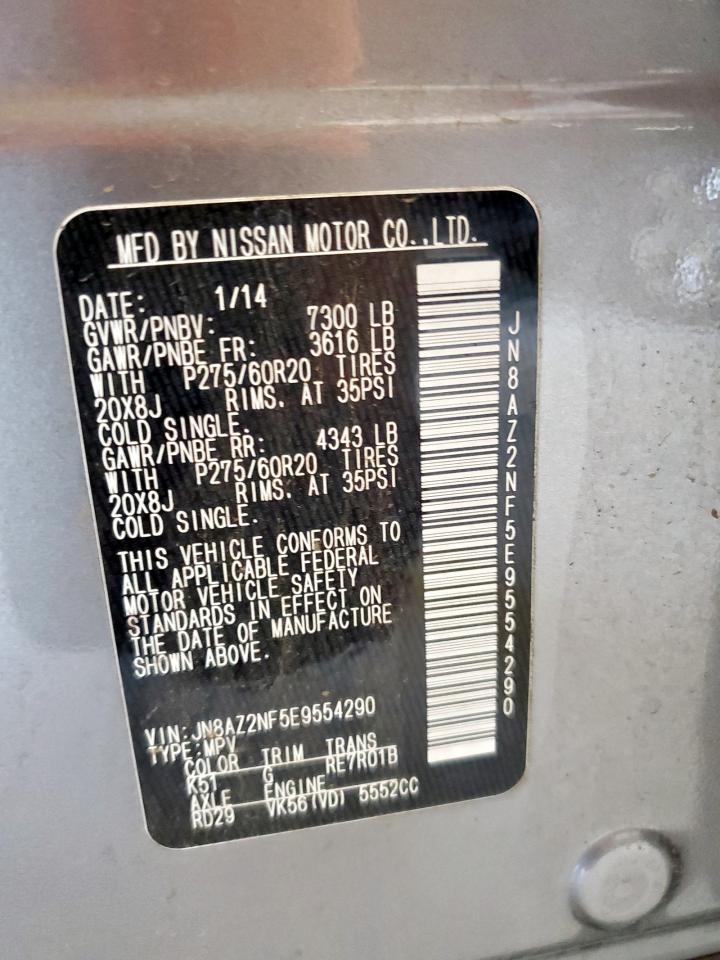 MFD BY NISSAN MOTOR CO.,LTD.
DATE: 1/14
GVWR/PNBV: 7300 LB
GAWR/PNBE FR: 3616 LB
WITH P275/60R20 TIRES
20X8J RIMS. AT 35PSI
COLD SINGLE.
GAWR/PNBE RR: 4343 LB
WITH P275/60R20 TIRES
20X8J RIMS. AT 35PSI
COLD SINGLE.
THIS VEHICLE CONFORMS TO
ALL APPLICABLE FEDERAL
MOTOR VEHICLE SAFETY
STANDARDS IN EFFECT ON
THE DATE OF MANUFACTURE
SHOWN ABOVE.
VIN:JN8AZ2NF5E9554290
TYPE:MPV
COLOR TRIM TRANS
K51 G RE7R01B
AXLE ENGINE
RD29 VK56(VD) 5552CC
JN8AZ2NF5E9554290